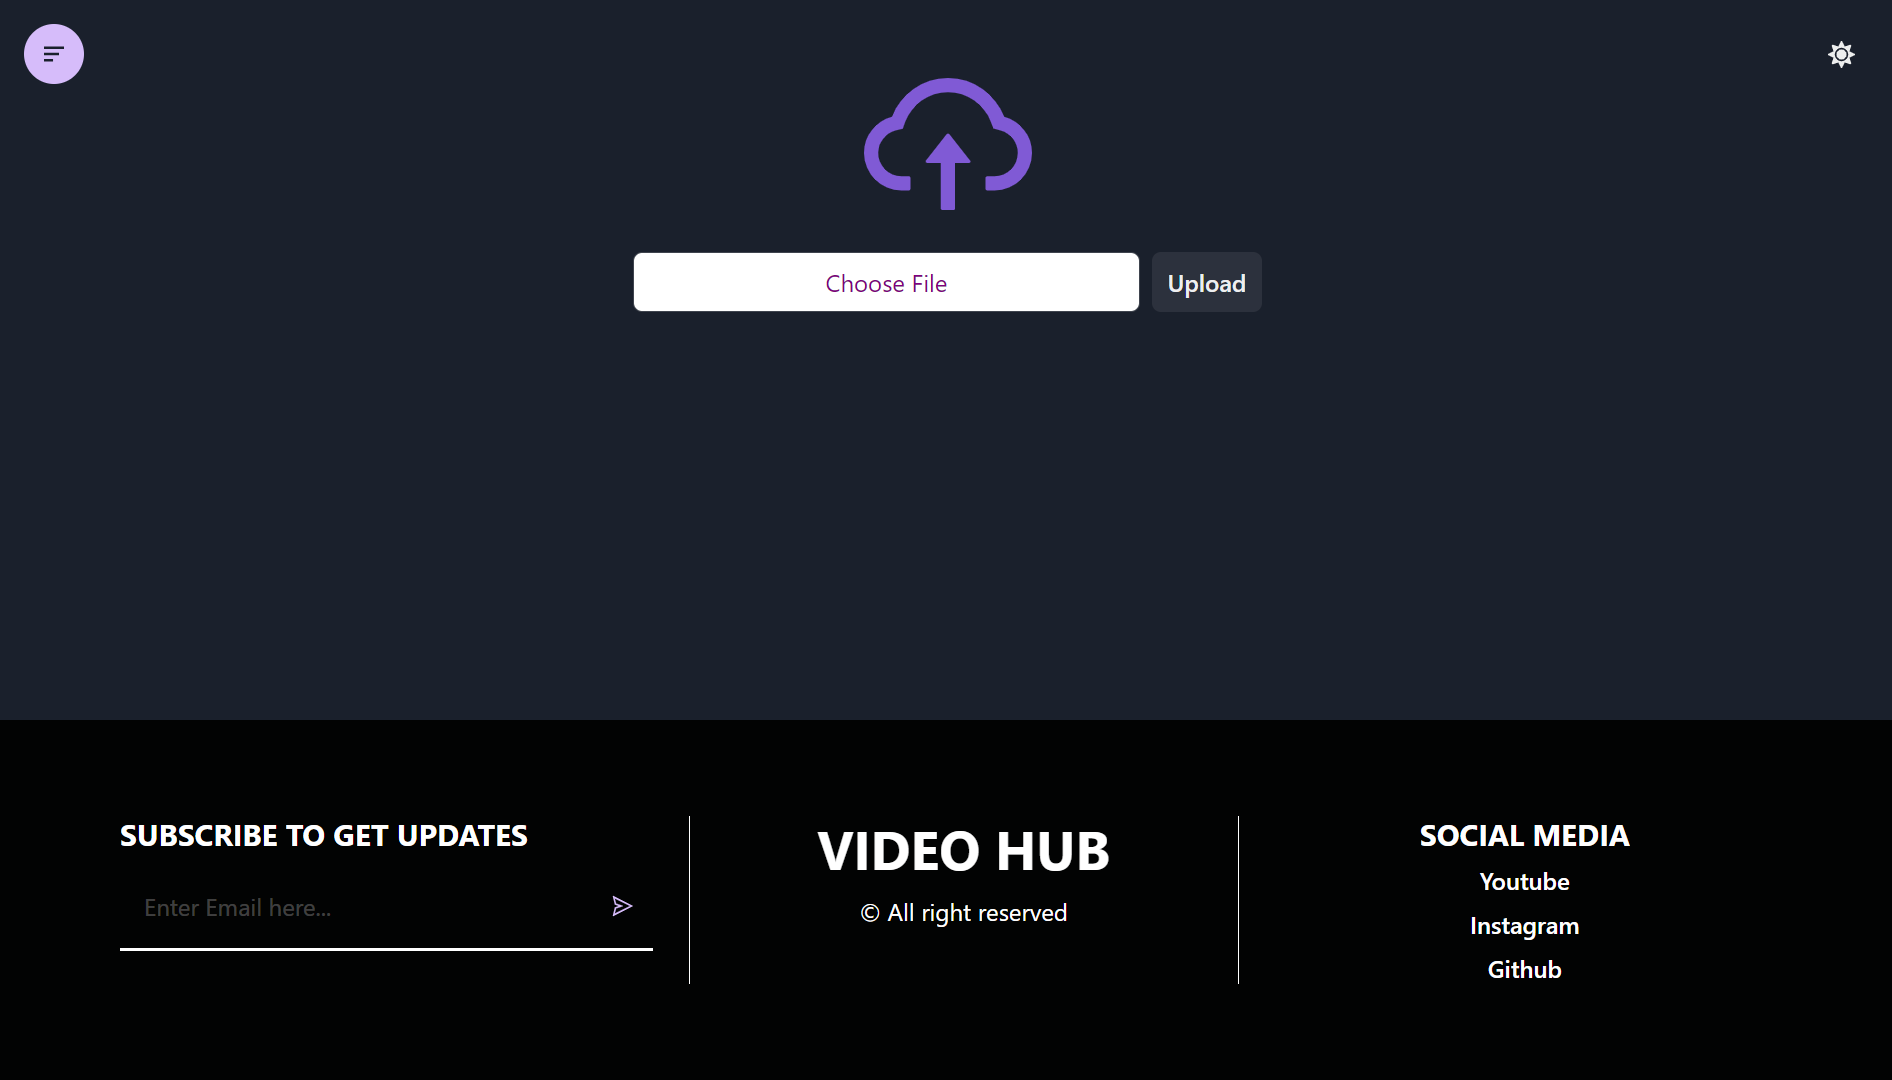 Choose File
Upload
SUBSCRIBE TO GET UPDATES
Enter Email here...
VIDEO HUB
© All right reserved
SOCIAL MEDIA
Youtube
Instagram
Github